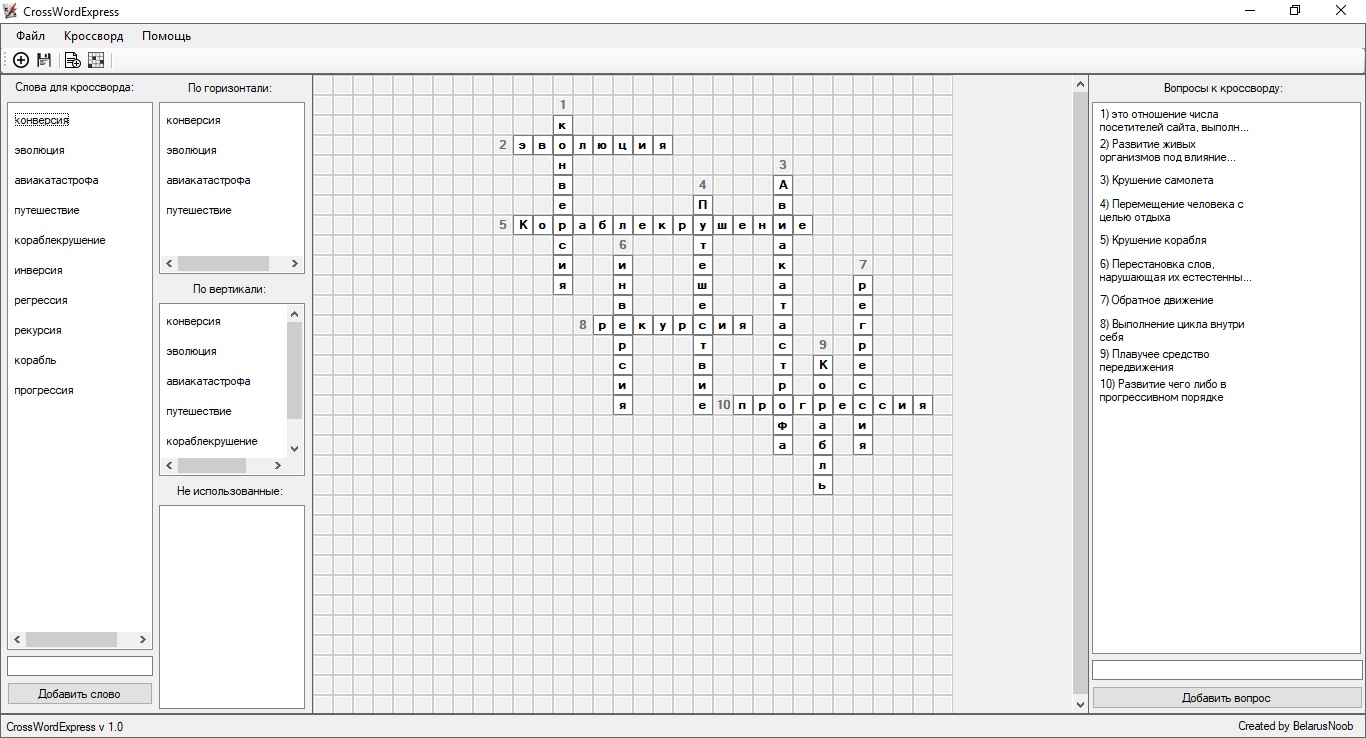 CrossWordExpress
Файл Кроссворд Помощь
Слова для кроссворда:
конверсия
эволюция
авиакатастрофа
путешествие
кораблекрушение
инверсия
регрессия
рекурсия
корабль
прогрессия
Добавить слово
По горизонтали:
конверсия
эволюция
авиакатастрофа
путешествие
По вертикали:
конверсия
эволюция
авиакатастрофа
путешествие
кораблекрушение
Не использованные:
1
к
2 эволюция
н 3
в 4 А
е П в
5 Кораблекрушение
с 6 т а
и и е к 7
я н ш а р
в е т е
8 рекурсия а г
р т с 9 р
с в т К е
и и р о с
я е 10 прогрессия
ф а и
а б я
л
ь
Вопросы к кроссворду:
1) это отношение числа
посетителей сайта, выполн...
2) Развитие живых
организмов под влияние...
3) Крушение самолета
4) Перемещение человека с
целью отдыха
5) Крушение корабля
6) Перестановка слов,
нарушающая их естественны...
7) Обратное движение
8) Выполнение цикла внутри
себя
9) Плавучее средство
передвижения
10) Развитие чего либо в
прогрессивном порядке
Добавить вопрос
CrossWordExpress v 1.0
Created by BelarusNoob